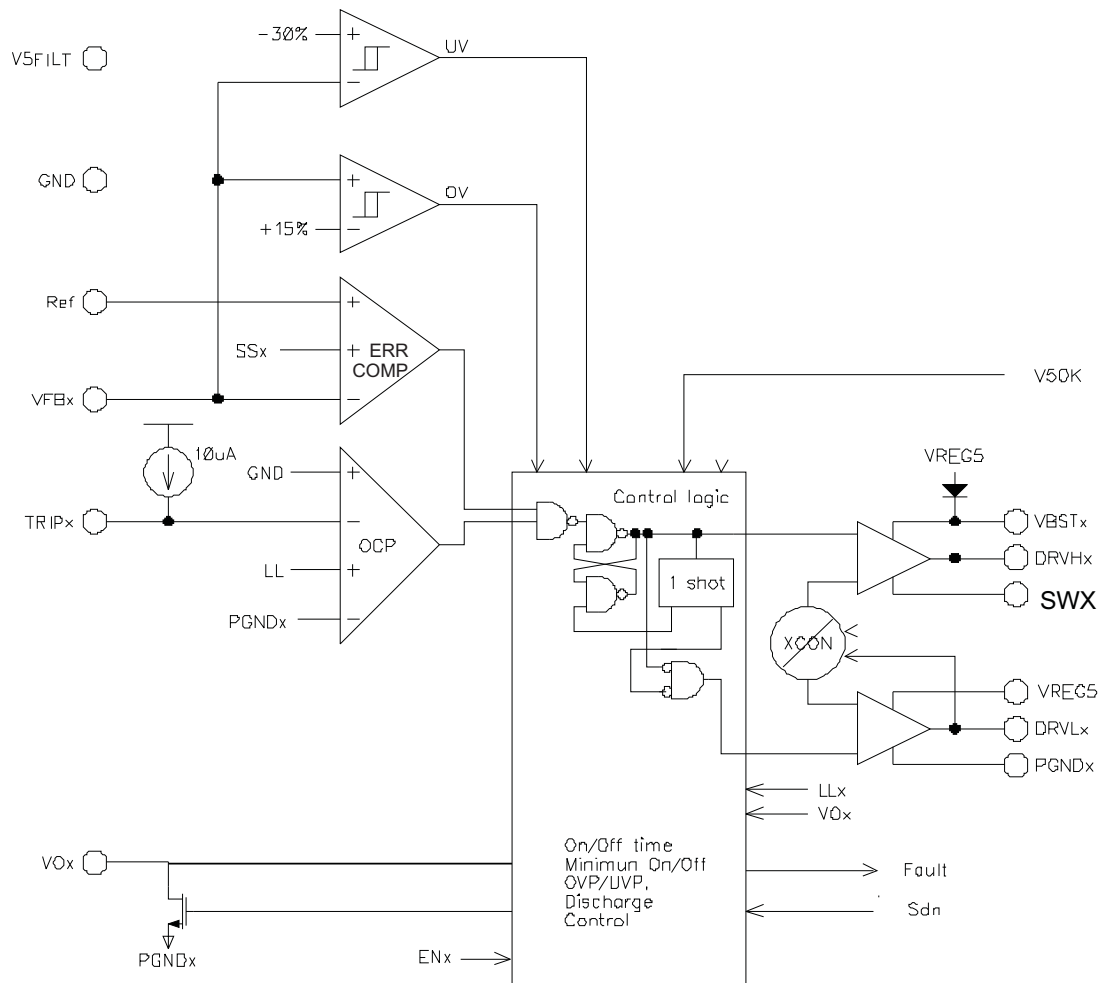 -30%
+
UV
V5FILT
-
GND
+
OV
+15%
-
Ref
+
SSx
+ ERR
COMP
VFBx
-
V5OK
10uA
GND
+
VREG5
Control logic
TRIPx
-
OCP
VBSTx
DRVHx
LL
+
1 shot
SWX
PGNDx
-
XCON
VREG5
DRVLx
PGNDx
LLx
VOx
On/Off time
Minimun On/Off
OVP/UVP,
Discharge
Control
VOx
Fault
Sdn
PGNDx
ENx